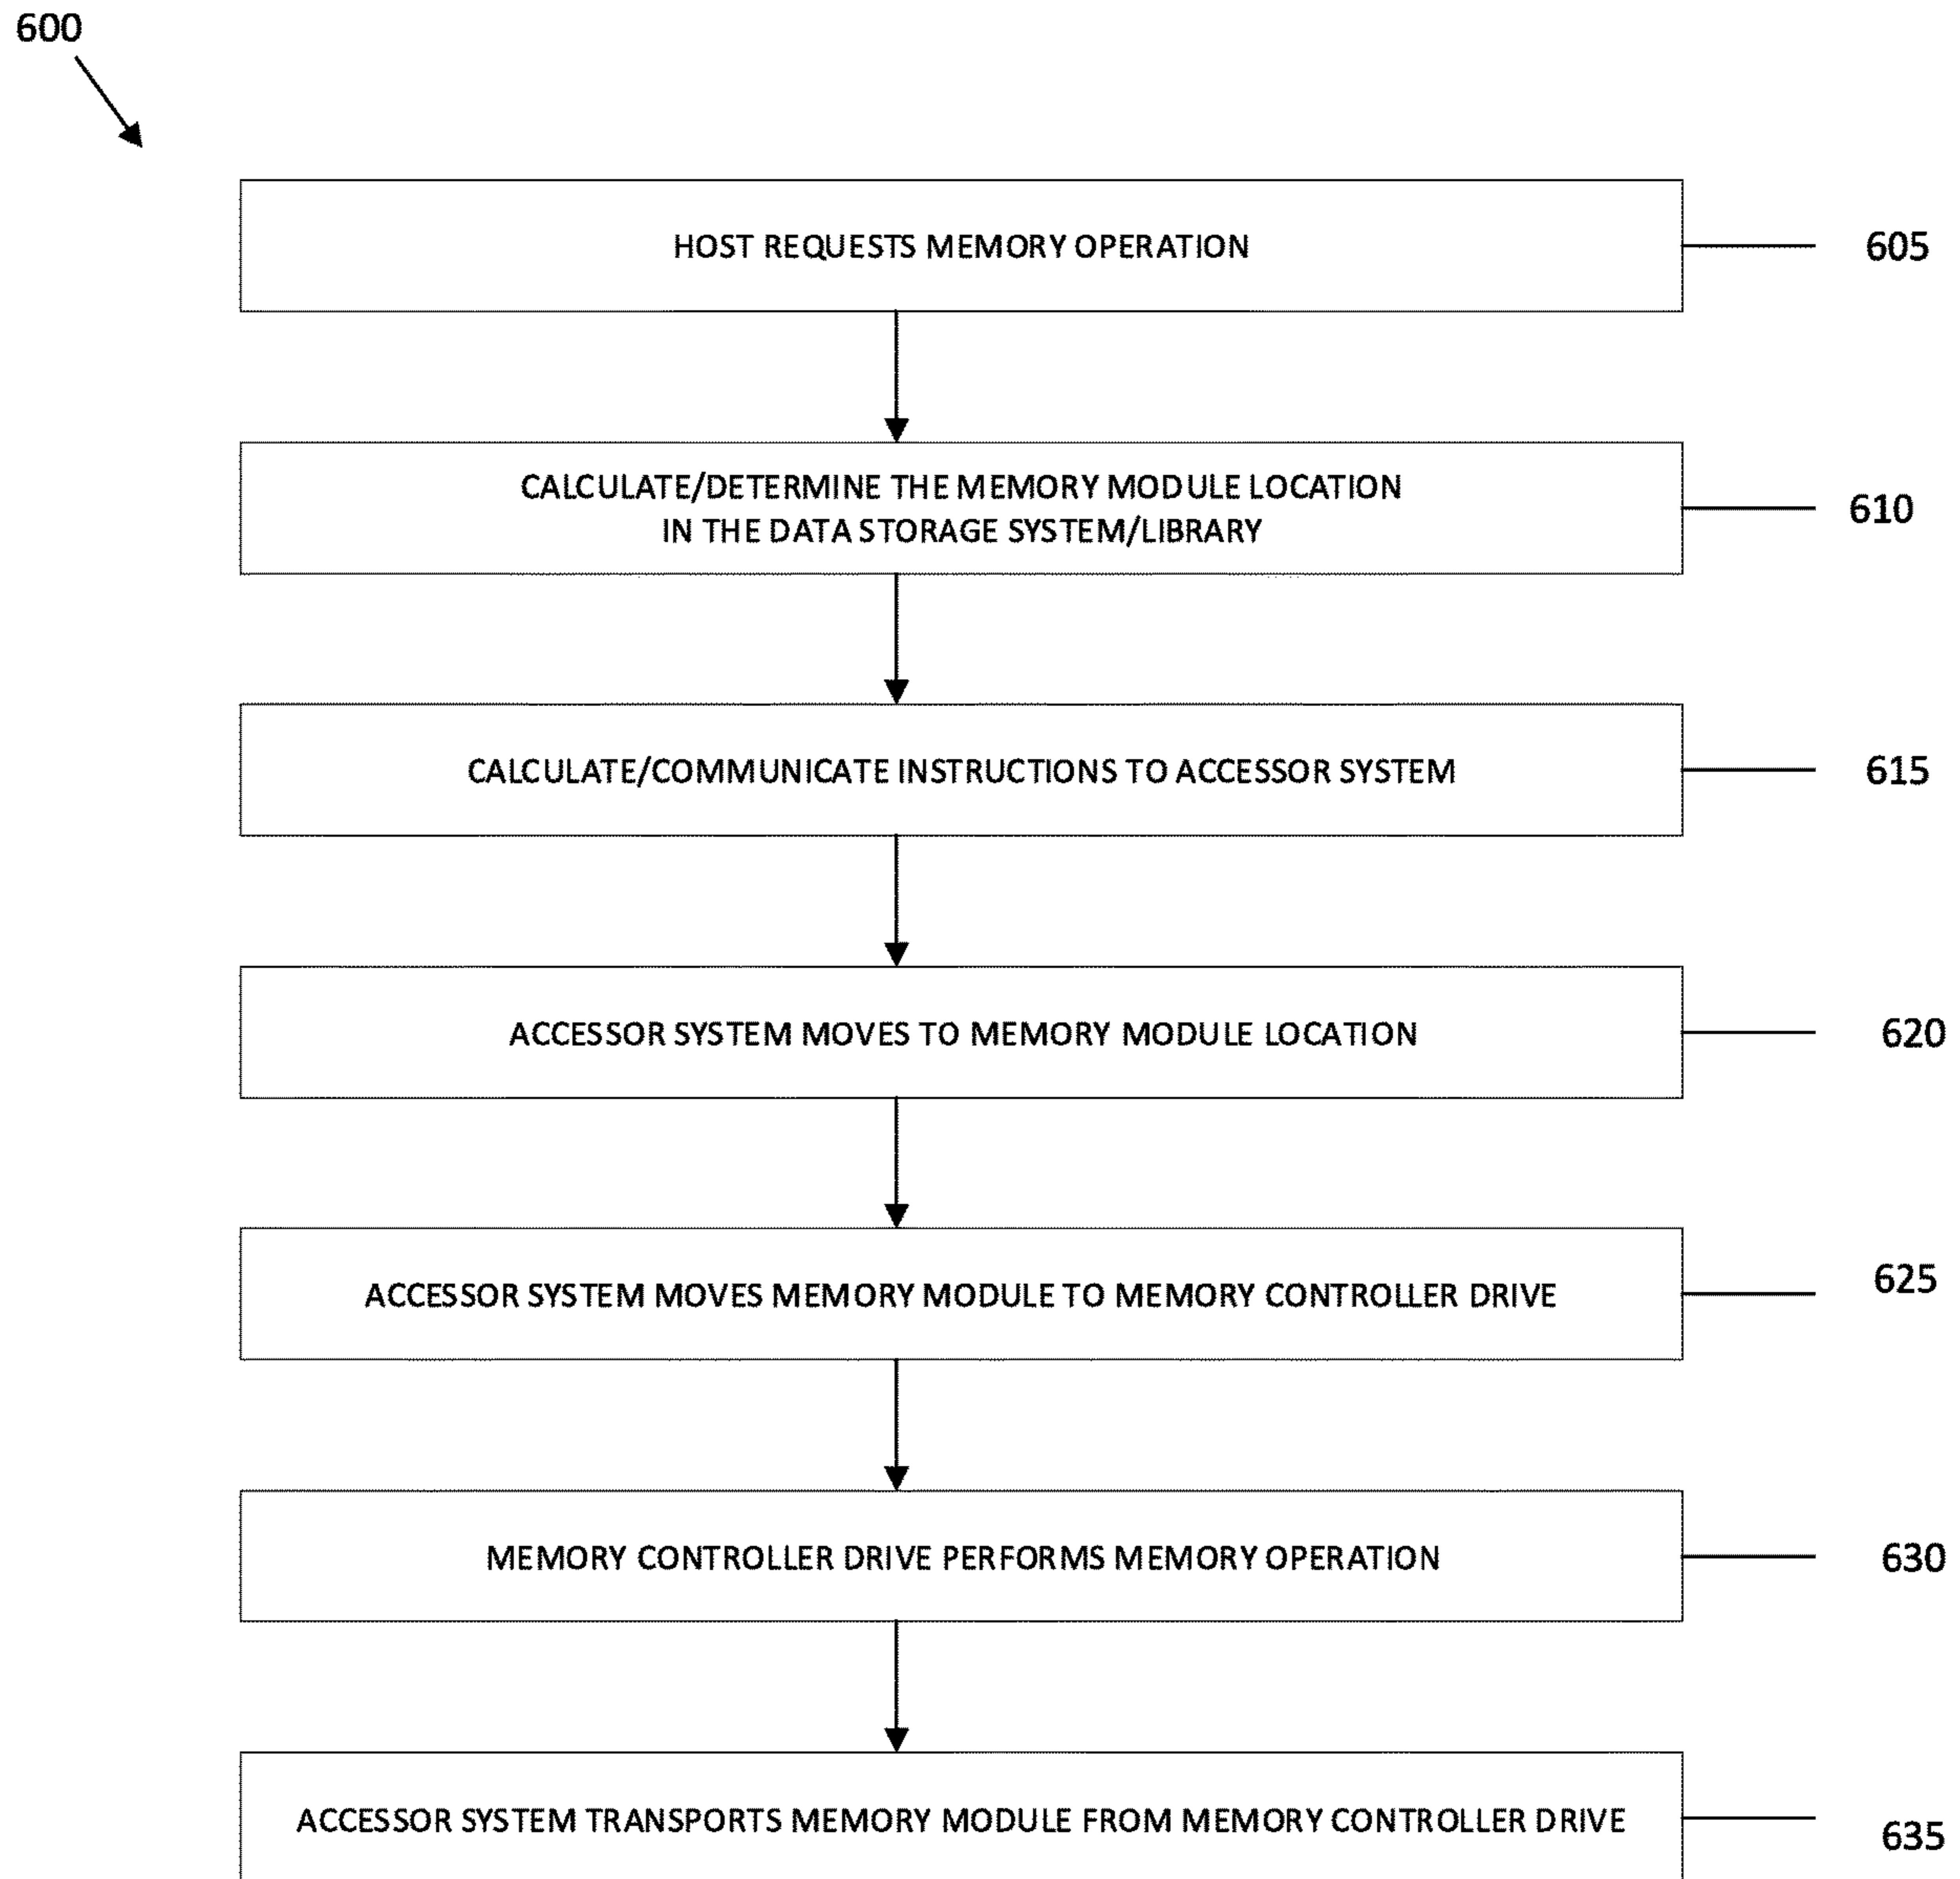 600
HOST REQUESTS MEMORY OPERATION
605
CALCULATE/DETERMINE THE MEMORY MODULE LOCATION
IN THE DATA STORAGE SYSTEM/LIBRARY
610
CALCULATE/COMMUNICATE INSTRUCTIONS TO ACCESSOR SYSTEM
615
ACCESSOR SYSTEM MOVES TO MEMORY MODULE LOCATION
620
ACCESSOR SYSTEM MOVES MEMORY MODULE TO MEMORY CONTROLLER DRIVE
625
MEMORY CONTROLLER DRIVE PERFORMS MEMORY OPERATION
630
ACCESSOR SYSTEM TRANSPORTS MEMORY MODULE FROM MEMORY CONTROLLER DRIVE
635